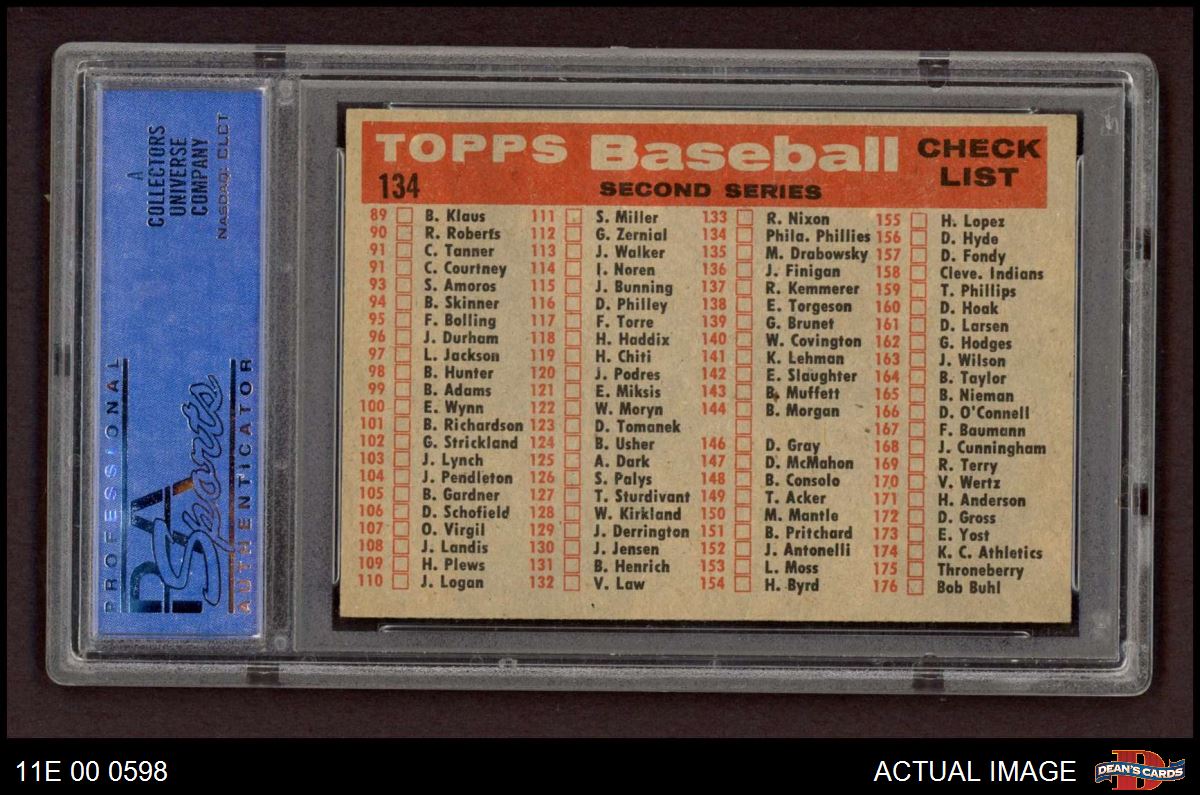 A
COLLECTORS
UNIVERSE
COMPANY
NASDAQ: CLCT
PROFESSIONAL
PSA
Sports
AUTHENTICATOR
TOPPS Baseball CHECK LIST
134
SECOND SERIES
89 B. Klaus
90 R. Roberts
91 C. Tanner
91 C. Courtney
93 S. Amoros
94 B. Skinner
95 F. Bolling
96 J. Durham
97 L. Jackson
98 B. Hunter
99 B. Adams
100 E. Wynn
101 B. Richardson
102 G. Strickland
103 J. Lynch
104 J. Pendleton
105 B. Gardner
106 D. Schofield
107 O. Virgil
108 J. Landis
109 H. Plews
110 J. Logan
111 S. Miller
112 G. Zernial
113 J. Walker
114 I. Noren
115 J. Bunning
116 D. Philley
117 F. Torre
118 H. Haddix
119 H. Chiti
120 J. Podres
121 E. Miksis
122 W. Moryn
123 D. Tomanek
124 B. Usher
125 A. Dark
126 S. Palys
127 T. Sturdivant
128 W. Kirkland
129 J. Derrington
130 J. Jensen
131 B. Henrich
132 V. Law
133 R. Nixon
134 Phila. Phillies
135 M. Drabowsky
136 J. Finigan
137 R. Kemmerer
138 E. Torgeson
139 G. Brunet
140 W. Covington
141 K. Lehman
142 E. Slaughter
143 B. Muffett
144 B. Morgan
146 D. Gray
147 D. McMahon
148 B. Consolo
149 T. Acker
150 M. Mantle
151 B. Pritchard
152 J. Antonelli
153 L. Moss
154 H. Byrd
155 H. Lopez
156 D. Hyde
157 D. Fondy
158 Cleve. Indians
159 T. Phillips
160 D. Hoak
161 D. Larsen
162 G. Hodges
163 J. Wilson
164 B. Taylor
165 B. Nieman
166 D. O'Connell
167 F. Baumann
168 J. Cunningham
169 R. Terry
170 V. Wertz
171 H. Anderson
172 D. Gross
173 E. Yost
174 K. C. Athletics
175 Throneberry
176 Bob Buhl
11E 00 0598
ACTUAL IMAGE
D
DEAN'S CARDS